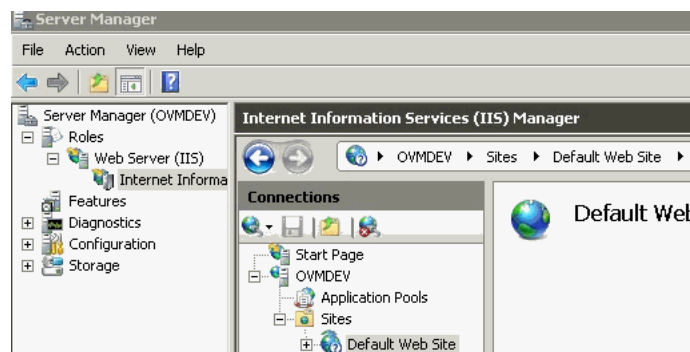 Server Manager
File Action View Help
Server Manager (OVMDEV)
Roles
Web Server (IIS)
Internet Informa
Features
Diagnostics
Configuration
Storage
Internet Information Services (IIS) Manager
OVMDEV Sites Default Web Site
Connections
Start Page
OVMDEV
Application Pools
Sites
Default Web Site
Default Web